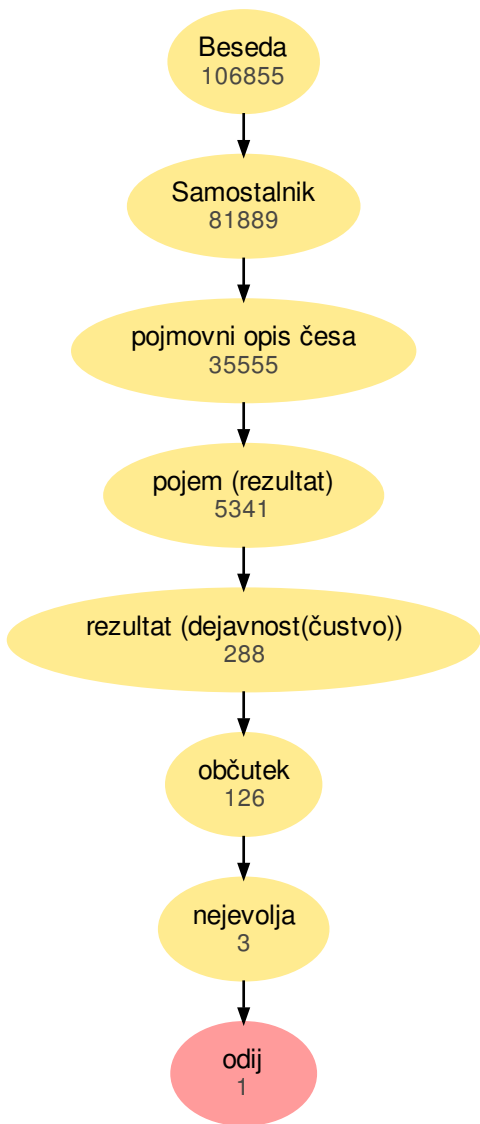 Beseda
106855
Samostalnik
81889
pojmovni opis česa
35555
pojem (rezultat)
5341
rezultat (dejavnost(čustvo))
288
občutek
126
nejevolja
3
odij
1